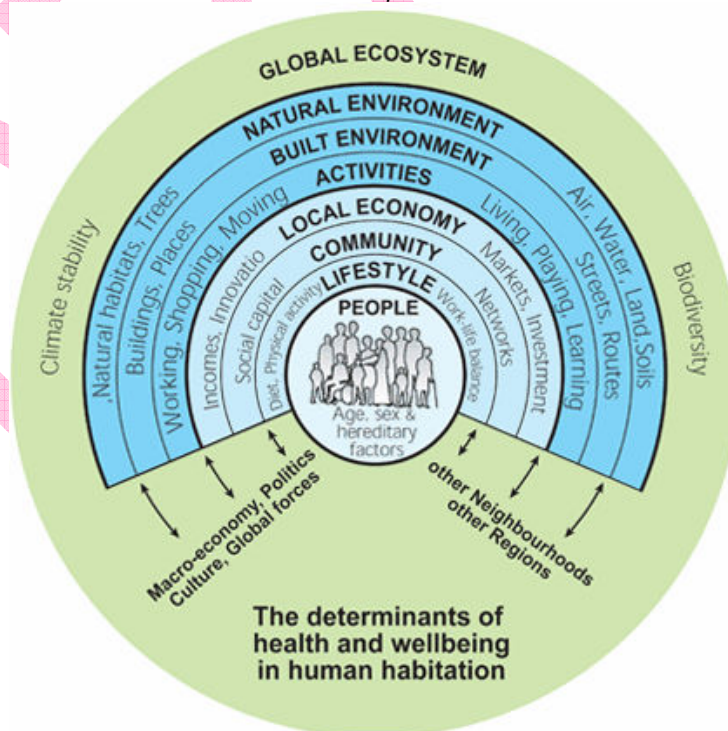 GLOBAL ECOSYSTEM
NATURAL ENVIRONMENT
BUILT ENVIRONMENT
ACTIVITIES
LOCAL ECONOMY
COMMUNITY
LIFESTYLE
PEOPLE
Age, sex &
hereditary
factors
Climate stability
,Natural habitats, Trees
Buildings, Places
Working, Shopping, Moving
Incomes, Innovatio
Social capital
Diet, Physical activity
Work-life balance
Networks
Markets, Investment
Living, Playing, Learning
Streets, Routes
Air, Water, Land,Soils
Biodiversity
Macro-economy, Politics
Culture, Global forces
other Neighbourhoods
other Regions
The determinants of
health and wellbeing
in human habitation